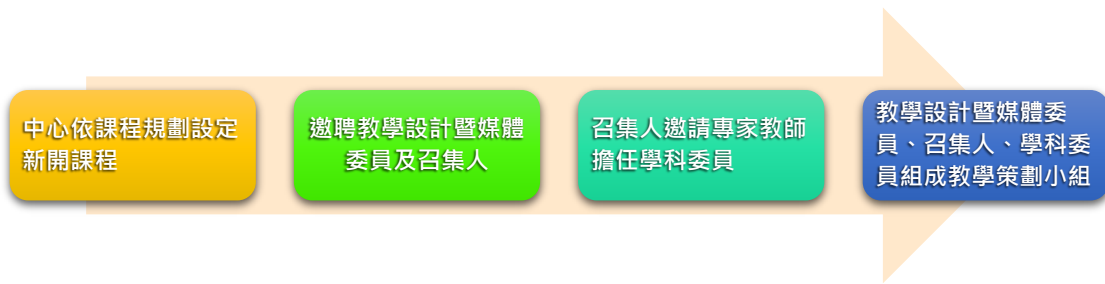 中心依課程規劃設定
新開課程
邀聘教學設計暨媒體
委員及召集人
召集人邀請專家教師
擔任學科委員
教學設計暨媒體委
員、召集人、學科委
員組成教學策劃小組